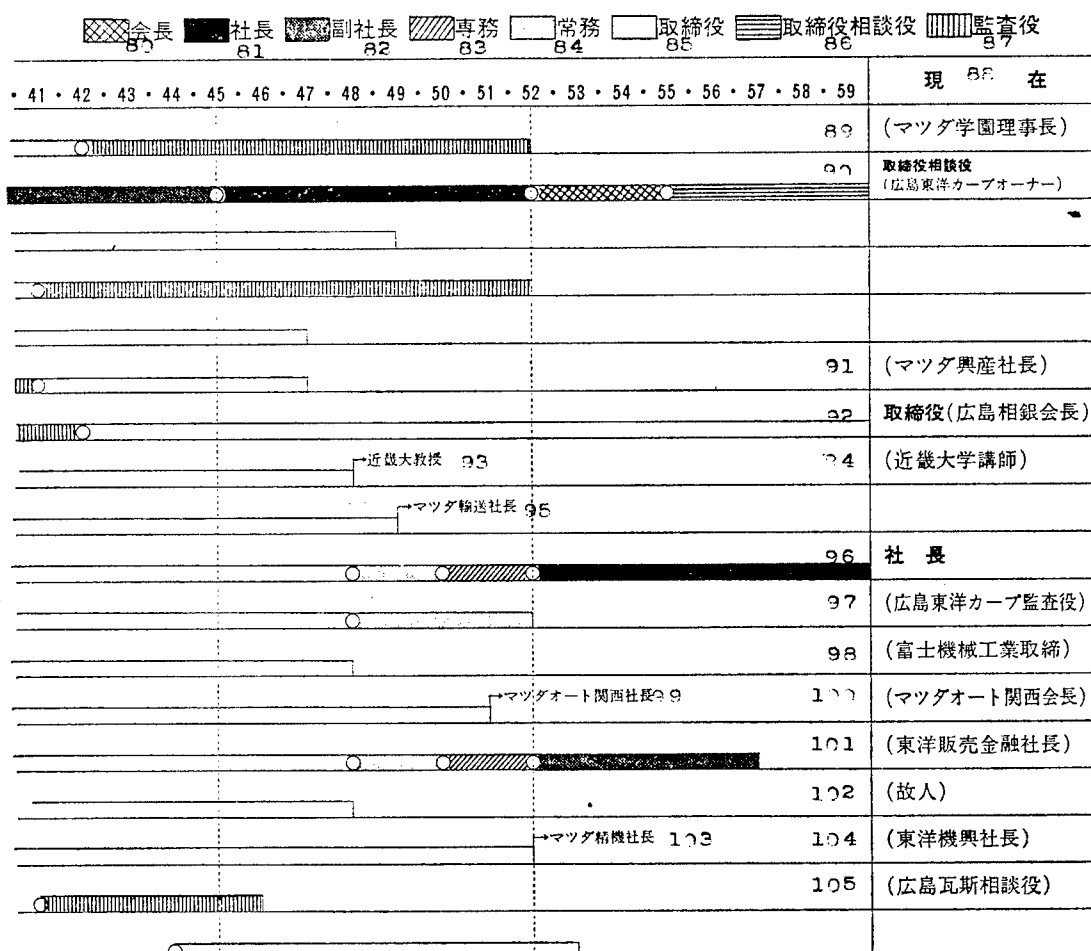 会長 社長 副社長 専務 常務 取締役 取締役相談役 監査役
80 81 82 83 84 85 86 87
・41・42・43・44・45・46・47・48・49・50・51・52・53・54・55・56・57・58・59 現 88 在
89 (マツダ学園理事長)
取締役相談役
(広島東洋カープオーナー)
91 (マツダ興産社長)
92 取締役(広島相銀会長)
→近畿大教授 93 (近畿大学講師)
→マツダ輸送社長 95
96 社長
97 (広島東洋カープ監査役)
98 (富士機械工業取締)
→マツダオート関西社長 (マツダオート関西会長)
101 (東洋販売金融社長)
102 (故人)
→マツダ精機社長 103 104 (東洋機興社長)
105 (広島瓦斯相談役)